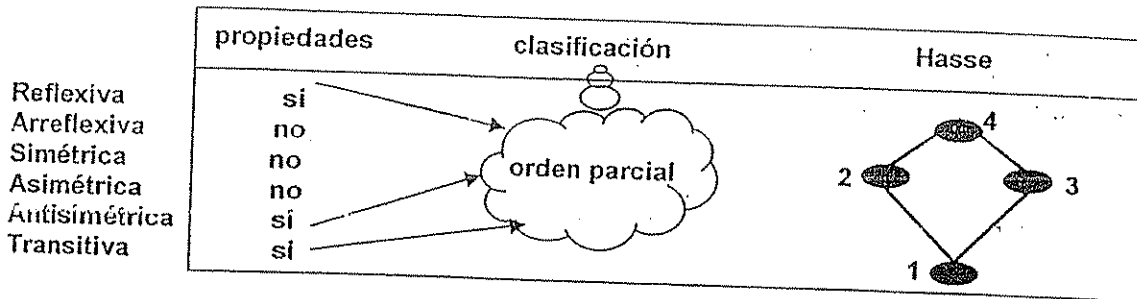 propiedades clasificación Hasse
Reflexiva si
Arreflexiva no
Simétrica no
Asimétrica no
Antisimétrica si
Transitiva si
orden parcial
4
2
3
1